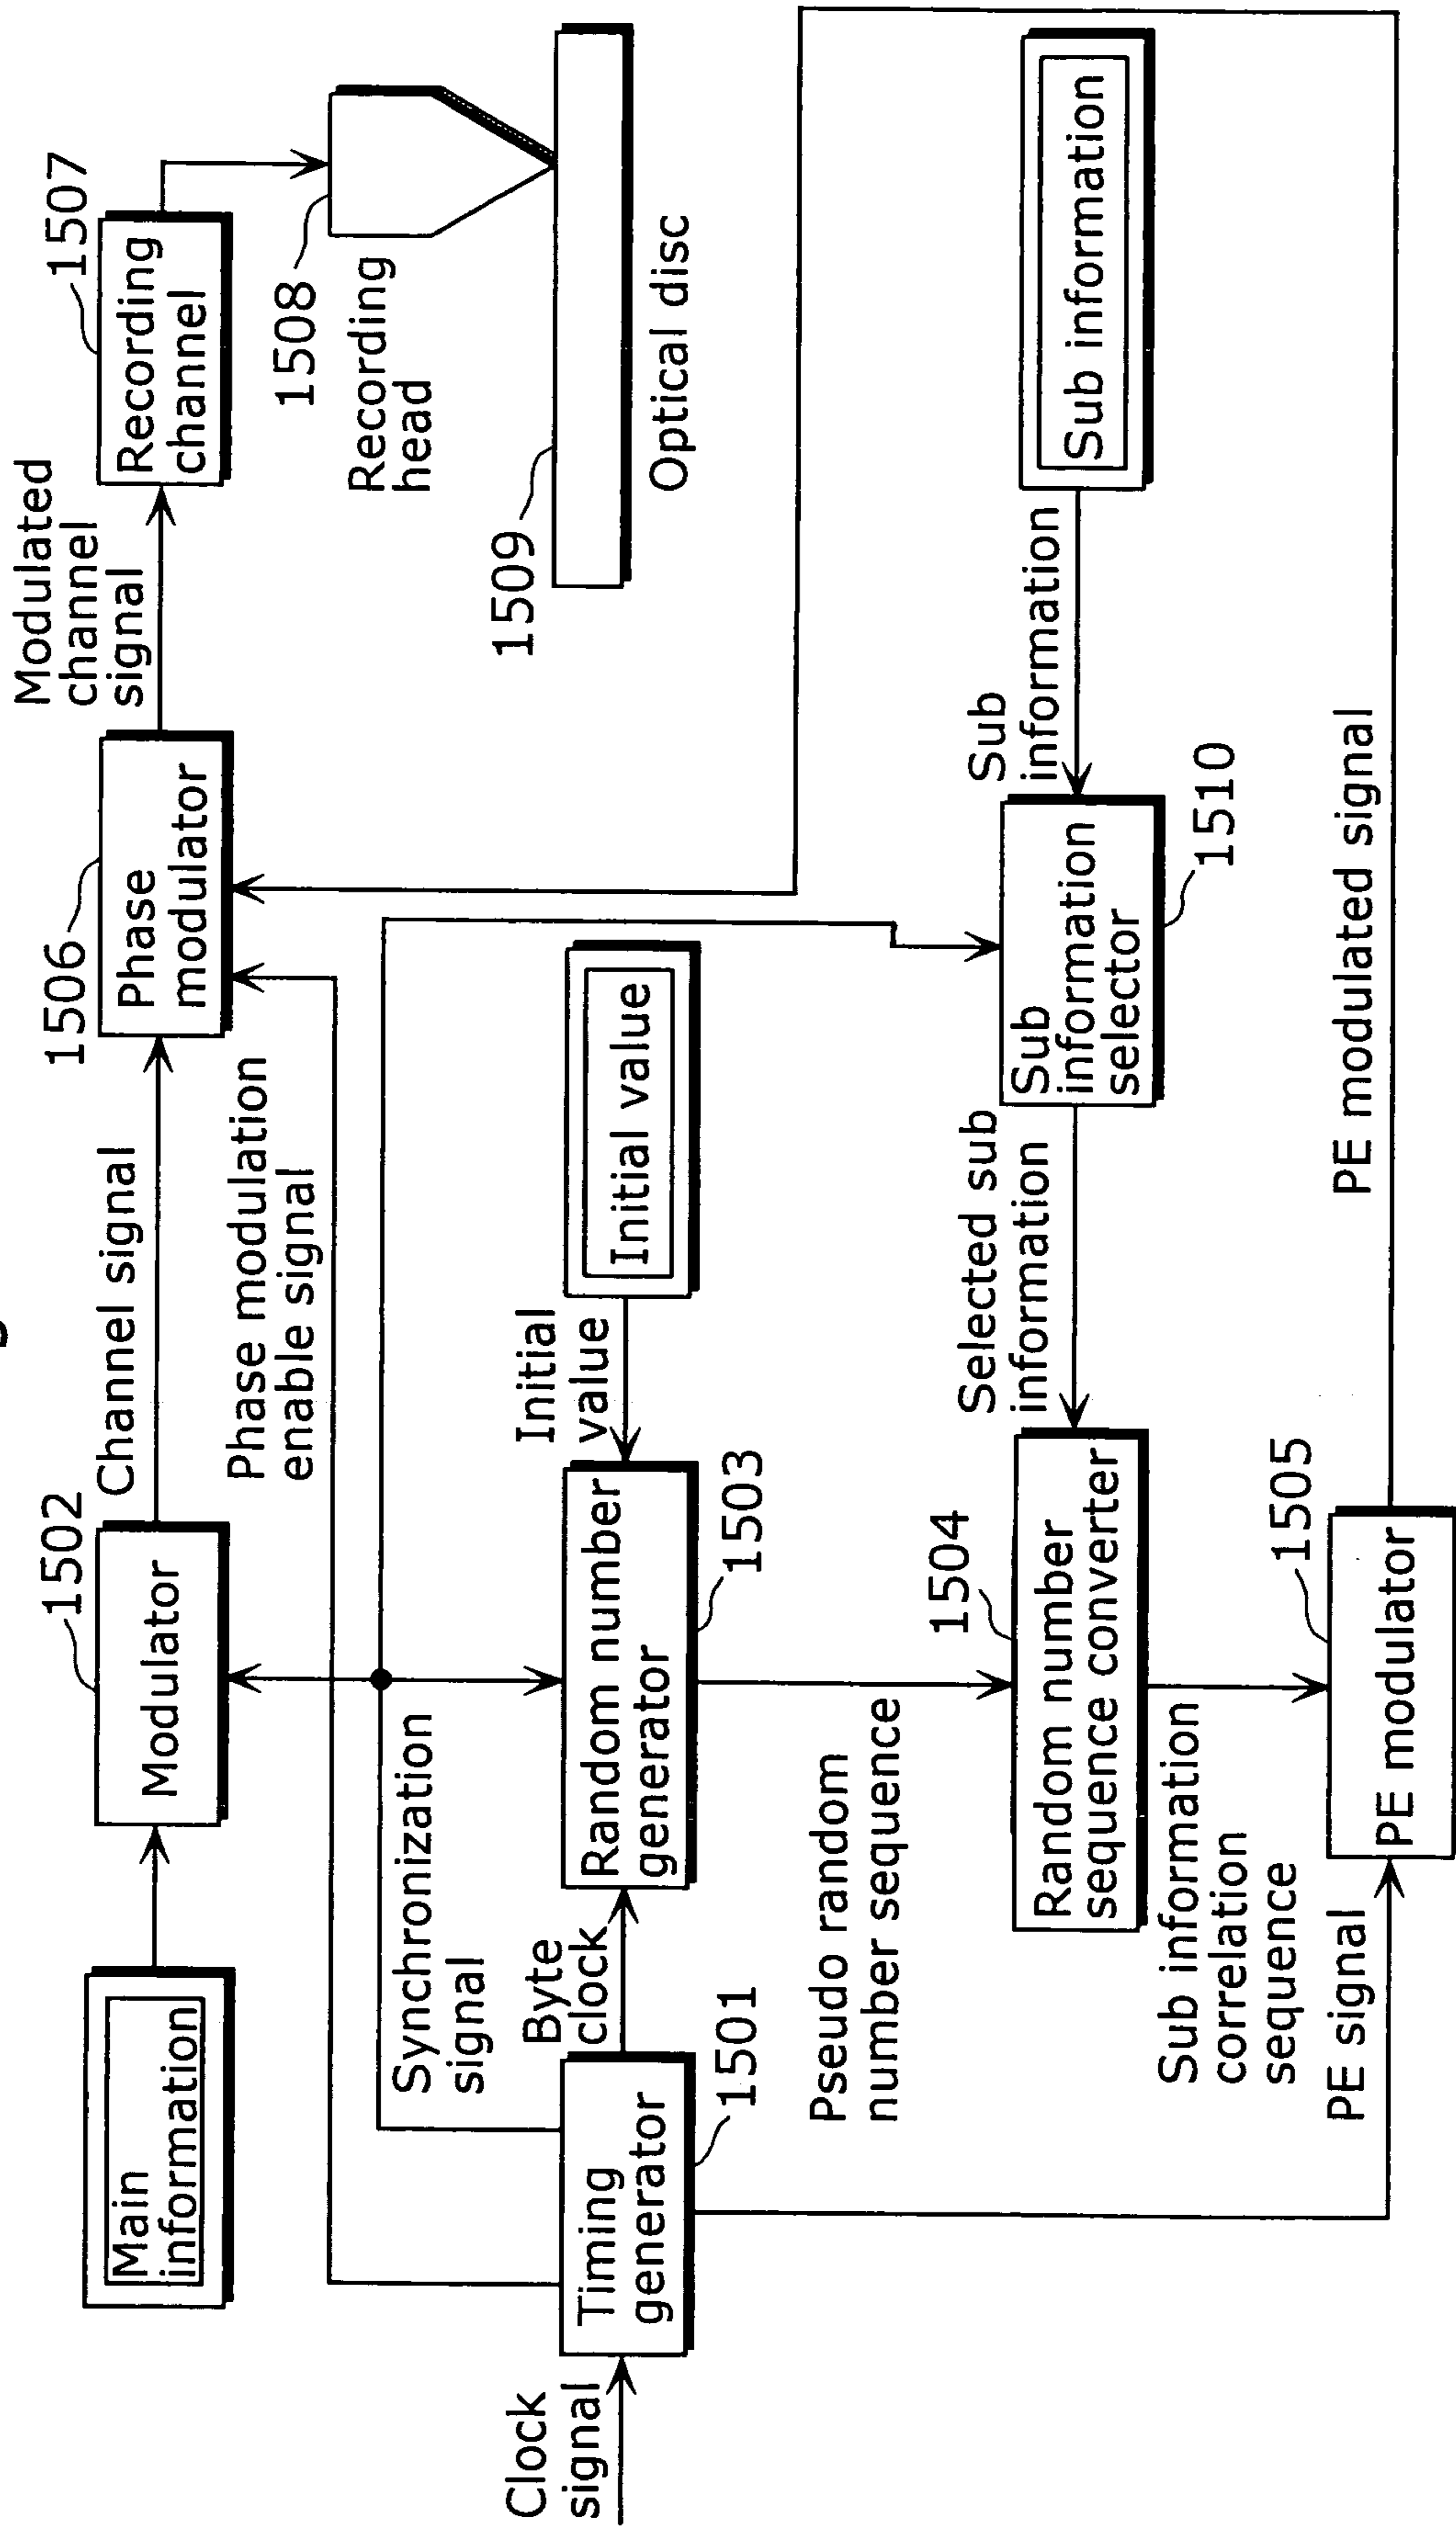 Main
information
1502
Modulator
Channel signal
Phase modulation
enable signal
1506
Phase
modulator
Modulated
channel
signal
1507
Recording
channel
1508
Recording
head
1509
Optical disc
Clock
signal
Timing
generator
1501
Synchronization
signal
Byte
clock
Random number
generator
1503
Initial
value
Initial value
Pseudo random
number sequence
1504
Random number
sequence converter
Selected sub
information
Sub
information
selector
1510
Sub
information
Sub information
Sub information
correlation
sequence
PE signal
1505
PE modulator
PE modulated signal